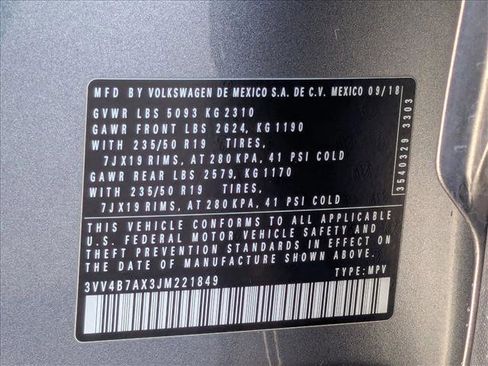 MFD BY VOLKSWAGEN DE MEXICO S.A. DE C.V. MEXICO 09/18
GVWR LBS 5093 KG 2310
GAWR FRONT LBS 2624, KG 1190
WITH 235/50 R19 TIRES,
7JX19 RIMS, AT 280 KPA, 41 PSI COLD
GAWR REAR LBS 2579, KG 1170
WITH 235/50 R19 TIRES,
7JX19 RIMS, AT 280 KPA, 41 PSI COLD
THIS VEHICLE CONFORMS TO ALL APPLICABLE
U.S. FEDERAL MOTOR VEHICLE SAFETY AND
THEFT PREVENTION STANDARDS IN EFFECT ON
THE DATE OF MANUFACTURE SHOWN ABOVE.
3VV4B7AX3JM221849 TYPE: MPV
3540329 3303